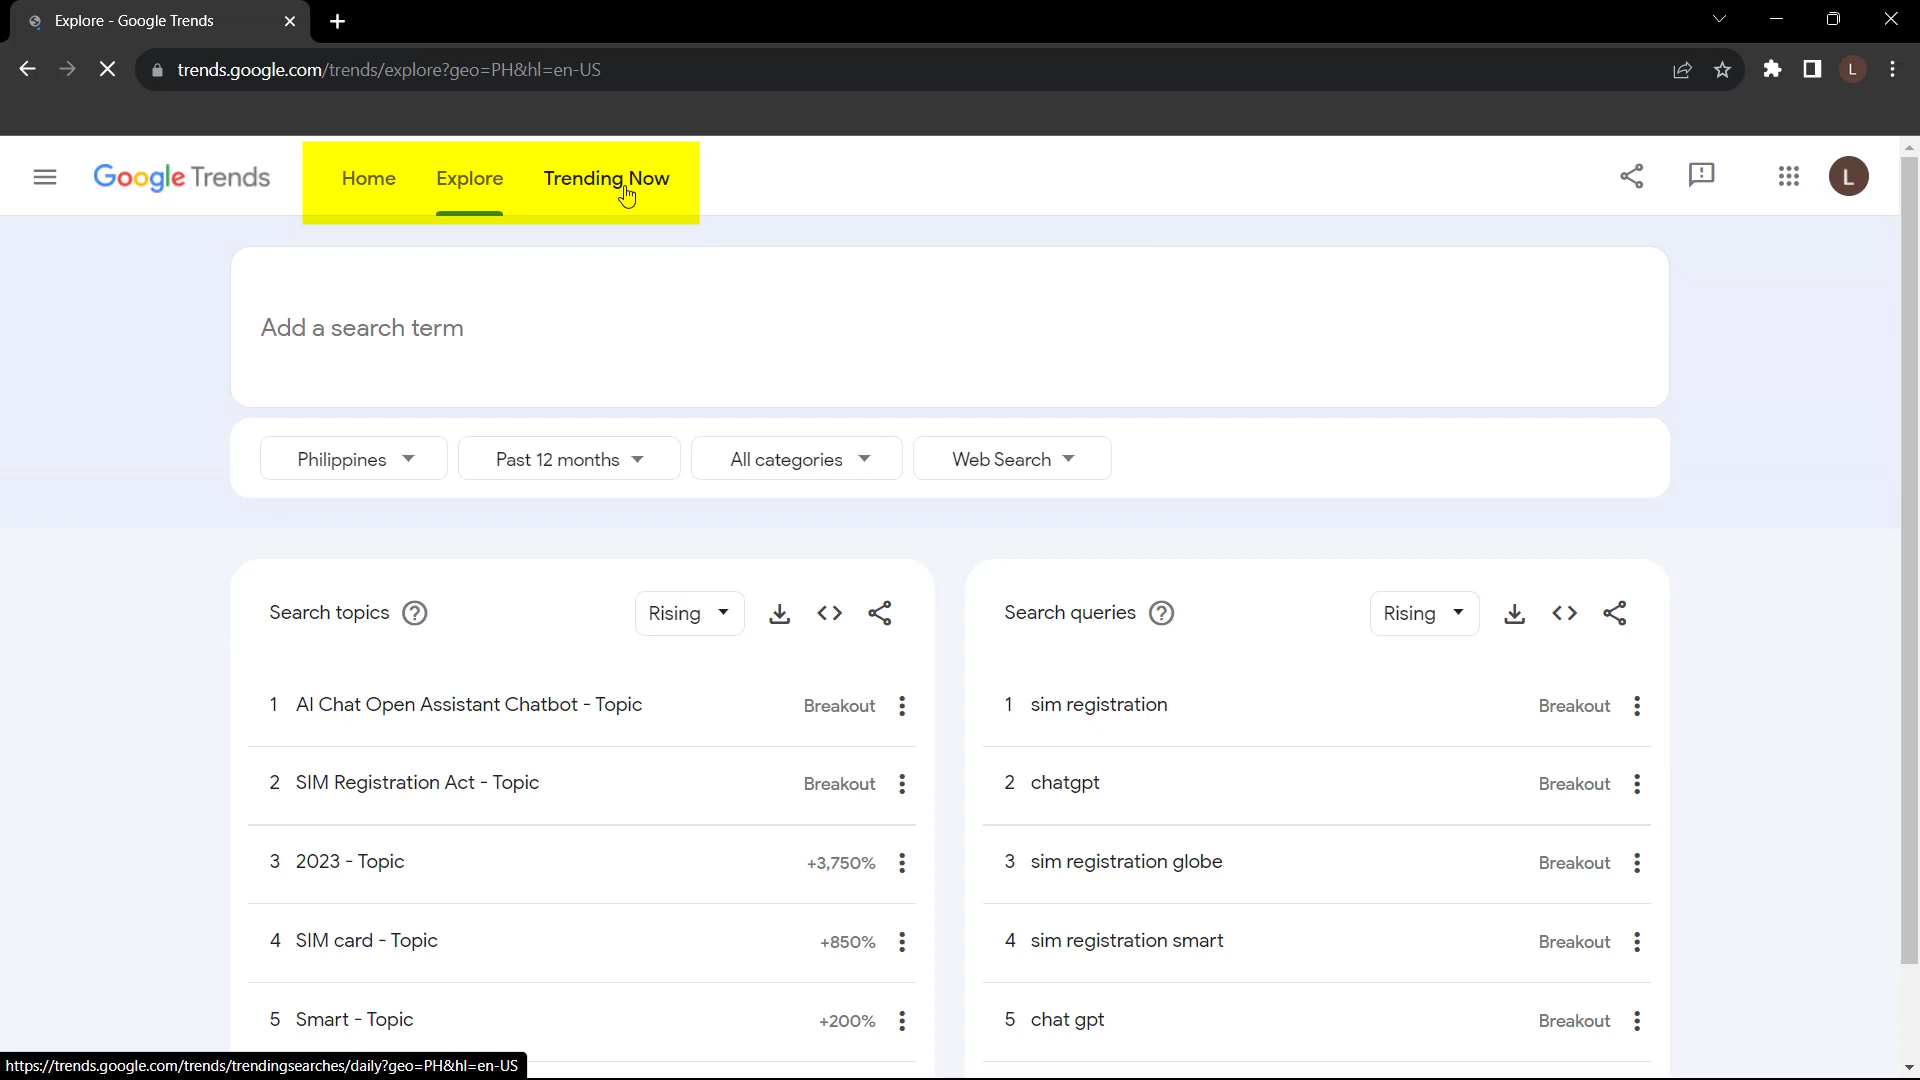 Explore - Google Trends
trends.google.com/trends/explore?geo=PH&hl=en-US
L
Google Trends
Home
Explore
Trending Now
L
Add a search term
Philippines
Past 12 months
All categories
Web Search
Search topics
Rising
1 AI Chat Open Assistant Chatbot - Topic Breakout
2 SIM Registration Act - Topic Breakout
3 2023 - Topic +3,750%
4 SIM card - Topic +850%
5 Smart - Topic +200%
Search queries
Rising
1 sim registration Breakout
2 chatgpt Breakout
3 sim registration globe Breakout
4 sim registration smart Breakout
5 chat gpt Breakout
https://trends.google.com/trends/trendingsearches/daily?geo=PH&hl=en-US